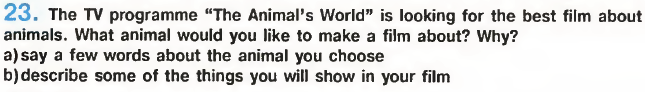 23. The TV programme “The Animal's World” is looking for the best film about
animals. What animal would you like to make a film about? Why?
a) say a few words about the animal you choose
b) describe some of the things you will show in your film